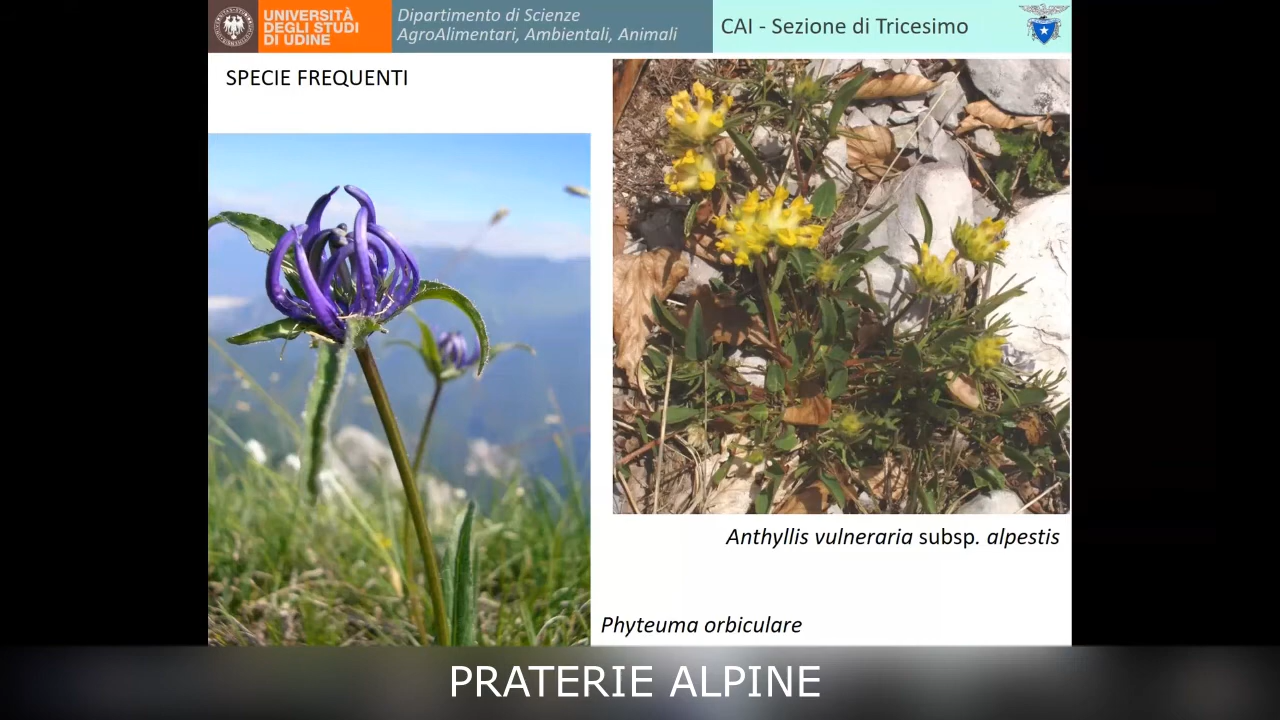 UNIVERSITÀ
DEGLI STUDI
DI UDINE
Dipartimento di Scienze
AgroAlimentari, Ambientali, Animali
CAI - Sezione di Tricesimo
SPECIE FREQUENTI
Anthyllis vulneraria subsp. alpestis
Phyteuma orbiculare
PRATERIE ALPINE